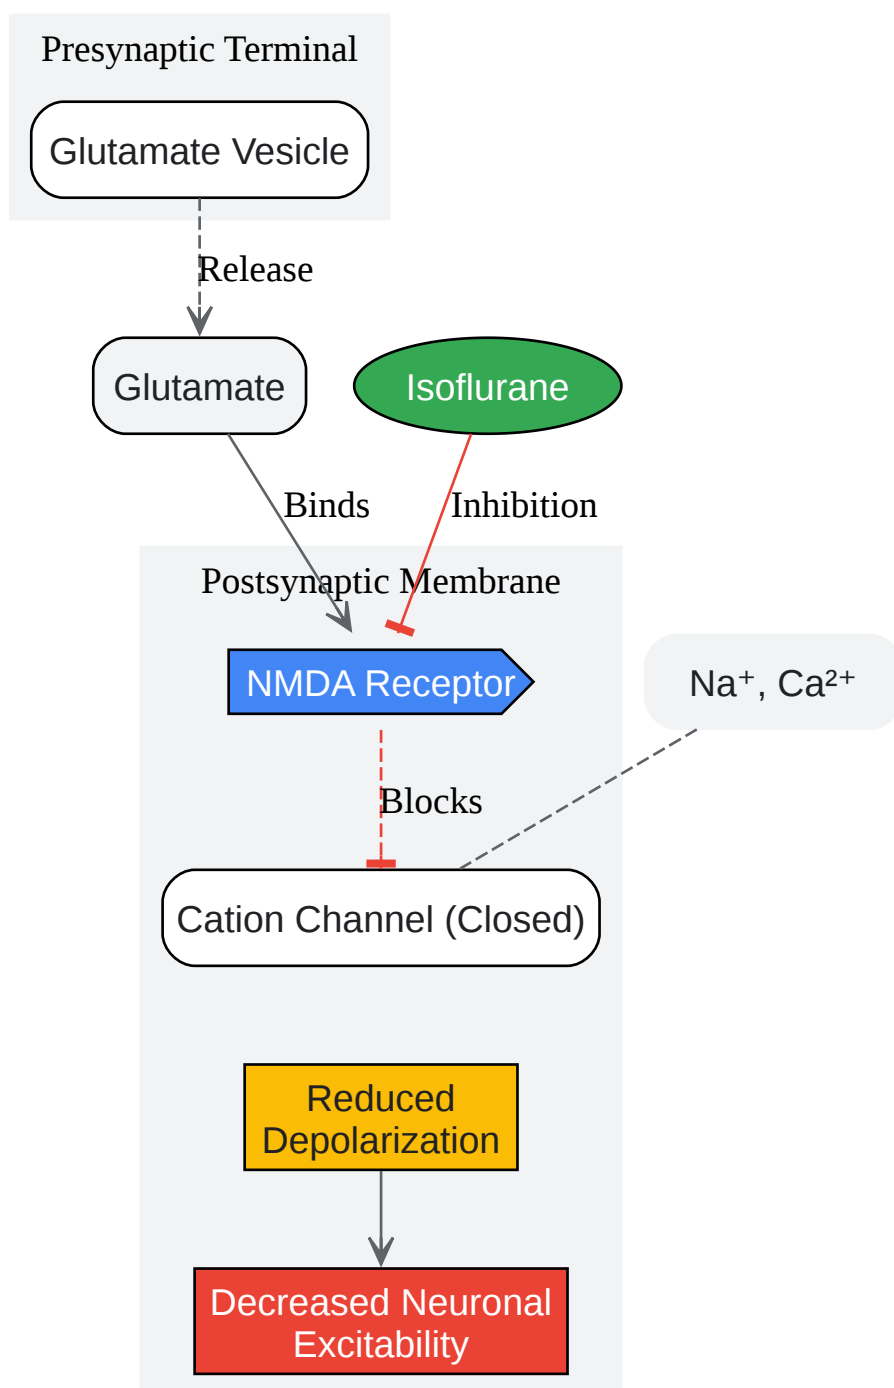 Presynaptic Terminal
Glutamate Vesicle
Release
Glutamate
Isoflurane
Binds
Inhibition
Postsynaptic Membrane
NMDA Receptor
Na⁺, Ca²⁺
Blocks
Cation Channel (Closed)
Reduced
Depolarization
Decreased Neuronal
Excitability